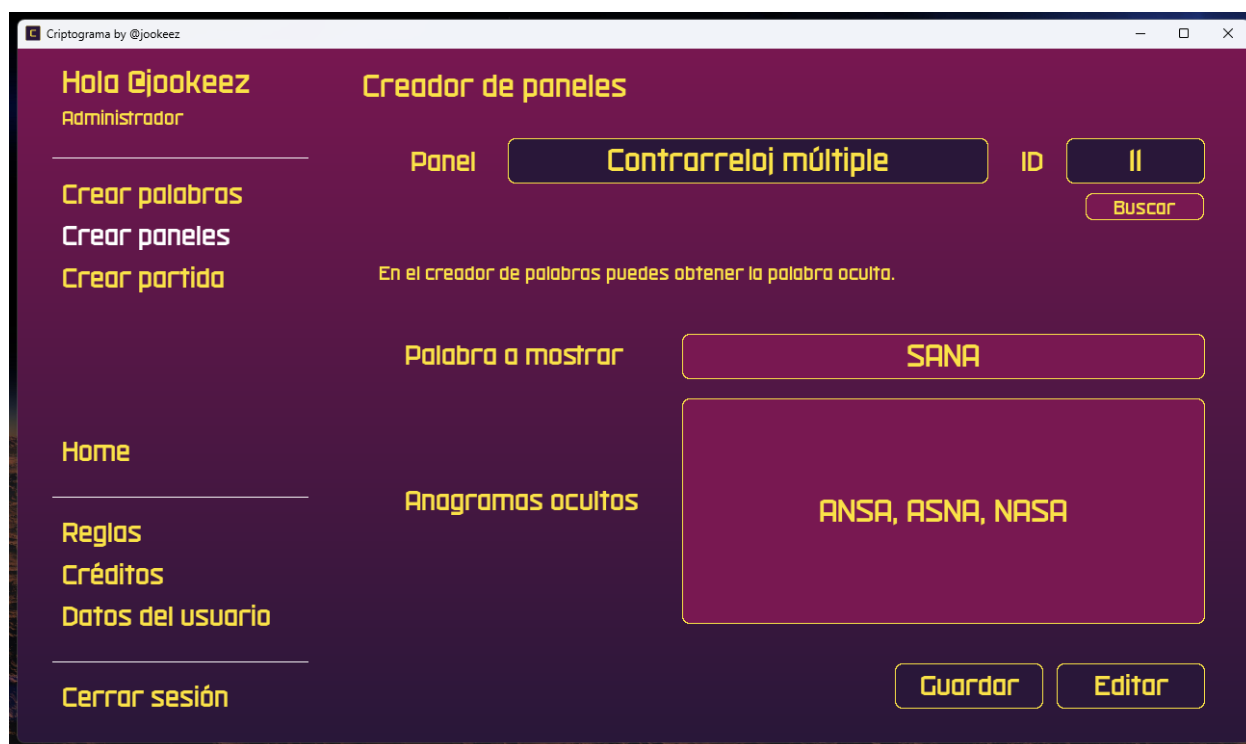 Criptograma by @jookeez
Hola @jookeez
Administrador
Crear palabras
Crear paneles
Crear partida
Home
Reglas
Créditos
Datos del usuario
Cerrar sesión
Creador de paneles
Panel Contrarreloj múltiple ID 11
Buscar
En el creador de palabras puedes obtener la palabra oculta.
Palabra a mostrar SANA
Anagramas ocultos ANSA, ASNA, NASA
Guardar Editar